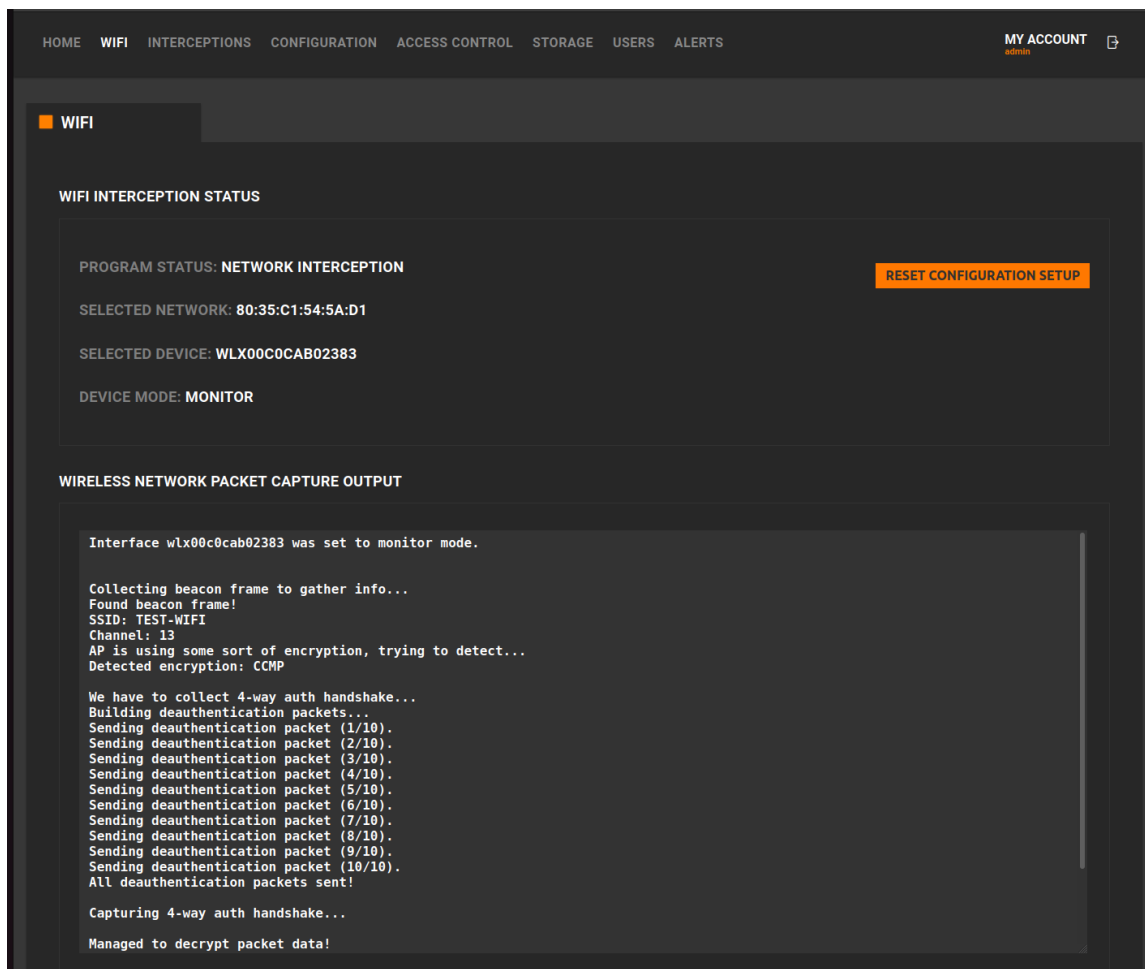 HOME WIFI INTERCEPTIONS CONFIGURATION ACCESS CONTROL STORAGE USERS ALERTS MY ACCOUNT
admin
WIFI
WIFI INTERCEPTION STATUS
PROGRAM STATUS: NETWORK INTERCEPTION
RESET CONFIGURATION SETUP
SELECTED NETWORK: 80:35:C1:54:5A:D1
SELECTED DEVICE: WLX00C0CAB02383
DEVICE MODE: MONITOR
WIRELESS NETWORK PACKET CAPTURE OUTPUT
Interface wlx00c0cab02383 was set to monitor mode.
Collecting beacon frame to gather info...
Found beacon frame!
SSID: TEST-WIFI
Channel: 13
AP is using some sort of encryption, trying to detect...
Detected encryption: CCMP
We have to collect 4-way auth handshake...
Building deauthentication packets...
Sending deauthentication packet (1/10).
Sending deauthentication packet (2/10).
Sending deauthentication packet (3/10).
Sending deauthentication packet (4/10).
Sending deauthentication packet (5/10).
Sending deauthentication packet (6/10).
Sending deauthentication packet (7/10).
Sending deauthentication packet (8/10).
Sending deauthentication packet (9/10).
Sending deauthentication packet (10/10).
All deauthentication packets sent!
Capturing 4-way auth handshake...
Managed to decrypt packet data!